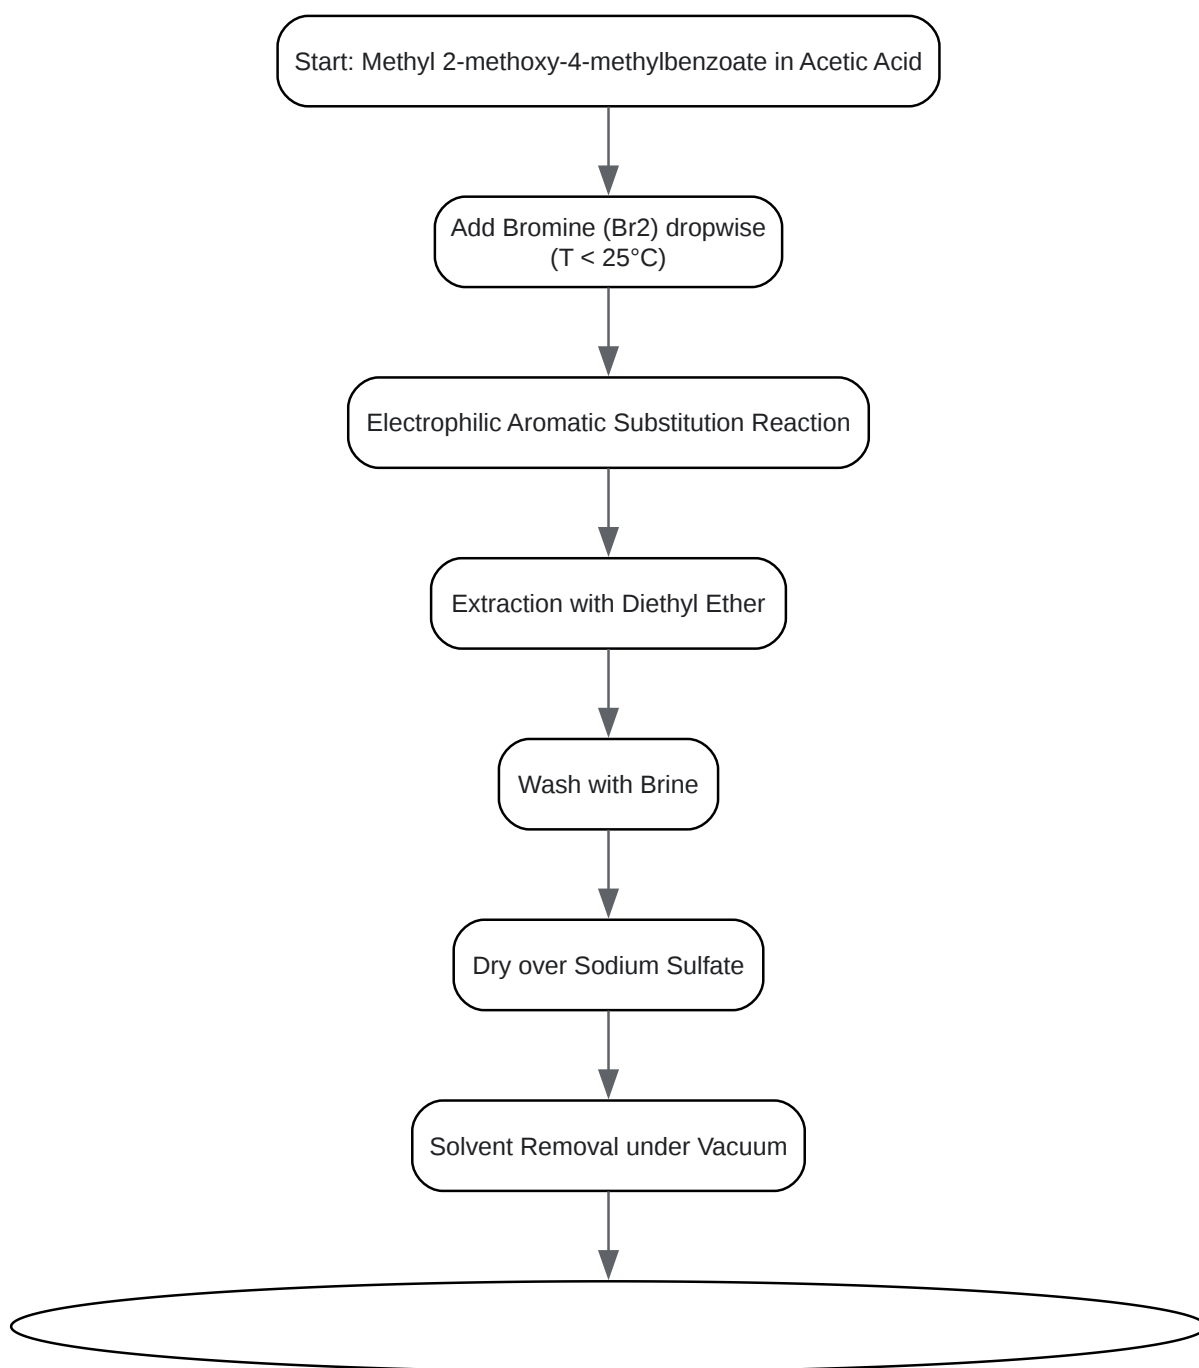 Start: Methyl 2-methoxy-4-methylbenzoate in Acetic Acid
Add Bromine (Br2) dropwise
(T < 25°C)
Electrophilic Aromatic Substitution Reaction
Extraction with Diethyl Ether
Wash with Brine
Dry over Sodium Sulfate
Solvent Removal under Vacuum